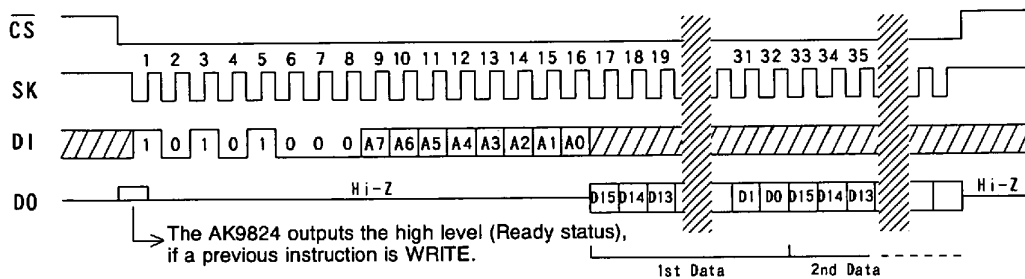 CS
1 2 3 4 5 6 7 8 9 10 11 12 13 14 15 16 17 18 19 31 32 33 34 35
SK
DI 1 0 1 0 1 0 0 0 A7 A6 A5 A4 A3 A2 A1 A0
DO Hi-Z D15 D14 D13 D1 D0 D15 D14 D13 Hi-Z
The AK9824 outputs the high level (Ready status),
if a previous instruction is WRITE.
1st Data 2nd Data